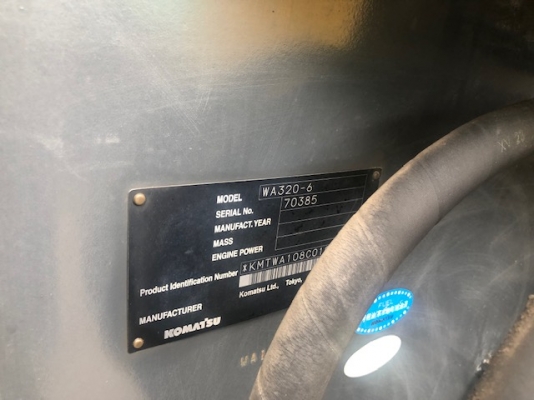 MODEL WA320-6
SERIAL No. 70385
MANUFACT. YEAR
MASS
ENGINE POWER
Product Identification Number *KMTWA108C01
MANUFACTURER Komatsu Ltd., Tokyo,
KOMATSU